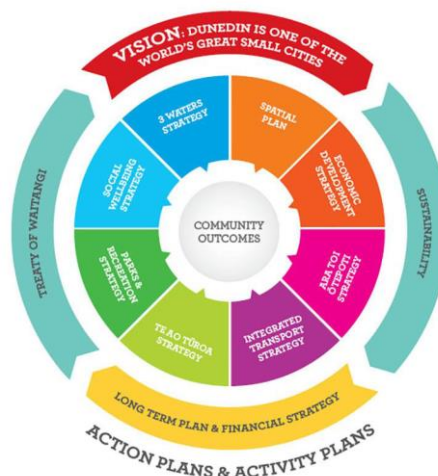 VISION: DUNEDIN IS ONE OF THE
WORLD'S GREAT SMALL CITIES
3 WATERS
STRATEGY
SPATIAL
PLAN
SOCIAL
WELLBEING
STRATEGY
ECONOMIC
DEVELOPMENT
STRATEGY
TREATY OF WAITANGI
COMMUNITY
OUTCOMES
SUSTAINABILITY
PARKS &
RECREATION
STRATEGY
ARA TOI
ŌTEPOTI
STRATEGY
TE AO TŪROA
STRATEGY
INTEGRATED
TRANSPORT
STRATEGY
LONG TERM PLAN & FINANCIAL STRATEGY
ACTION PLANS & ACTIVITY PLANS